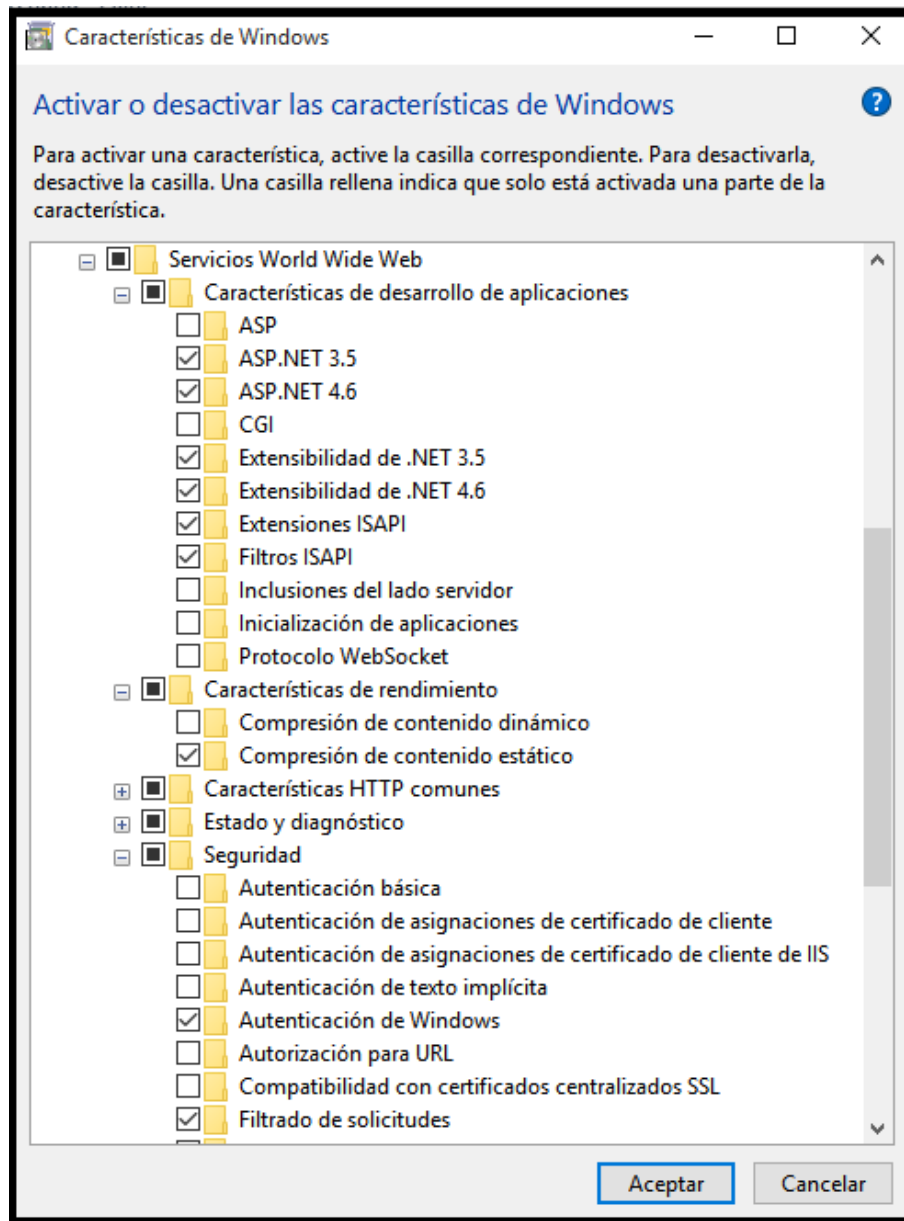 Características de Windows
Activar o desactivar las características de Windows
Para activar una característica, active la casilla correspondiente. Para desactivarla,
desactive la casilla. Una casilla rellena indica que solo está activada una parte de la
característica.
Servicios World Wide Web
Características de desarrollo de aplicaciones
ASP
ASP.NET 3.5
ASP.NET 4.6
CGI
Extensibilidad de .NET 3.5
Extensibilidad de .NET 4.6
Extensiones ISAPI
Filtros ISAPI
Inclusiones del lado servidor
Inicialización de aplicaciones
Protocolo WebSocket
Características de rendimiento
Compresión de contenido dinámico
Compresión de contenido estático
Características HTTP comunes
Estado y diagnóstico
Seguridad
Autenticación básica
Autenticación de asignaciones de certificado de cliente
Autenticación de asignaciones de certificado de cliente de IIS
Autenticación de texto implícita
Autenticación de Windows
Autorización para URL
Compatibilidad con certificados centralizados SSL
Filtrado de solicitudes
Aceptar Cancelar